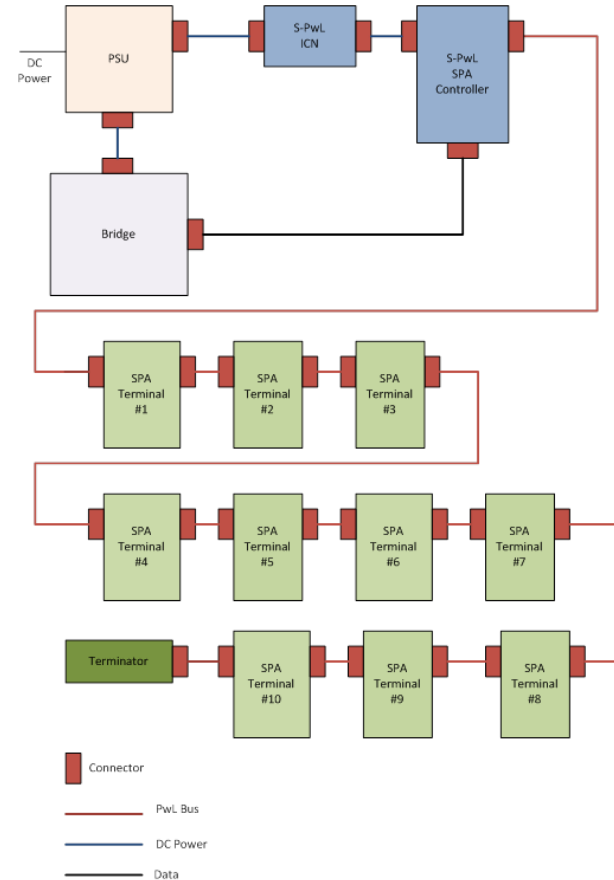 DC
Power
PSU
S-PwL
ICN
S-PwL
SPA
Controller
Bridge
SPA
Terminal
#1
SPA
Terminal
#2
SPA
Terminal
#3
SPA
Terminal
#4
SPA
Terminal
#5
SPA
Terminal
#6
SPA
Terminal
#7
Terminator
SPA
Terminal
#10
SPA
Terminal
#9
SPA
Terminal
#8
Connector
PwL Bus
DC Power
Data